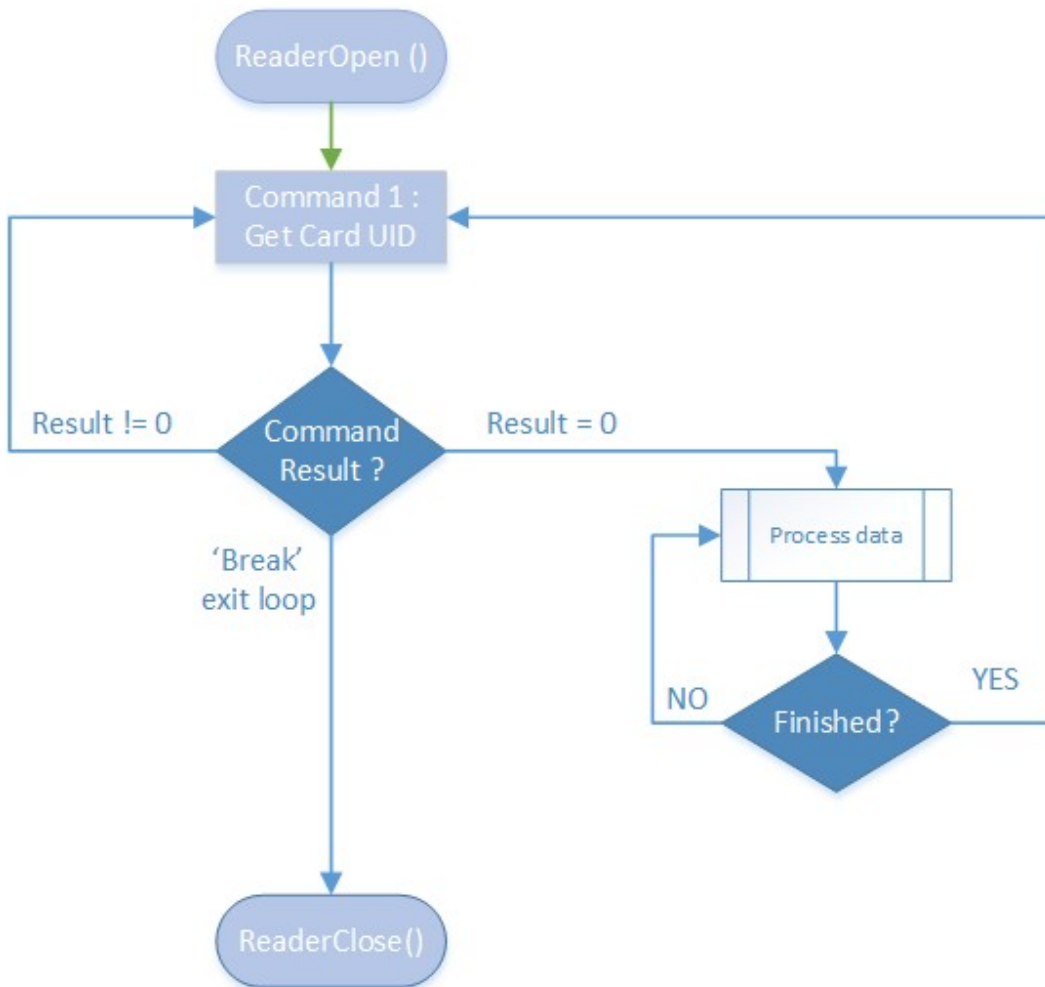 ReaderOpen ()
Command 1 :
Get Card UID
Result != 0
Command
Result ?
Result = 0
Process data
‘Break’
exit loop
NO
Finished?
YES
ReaderClose()